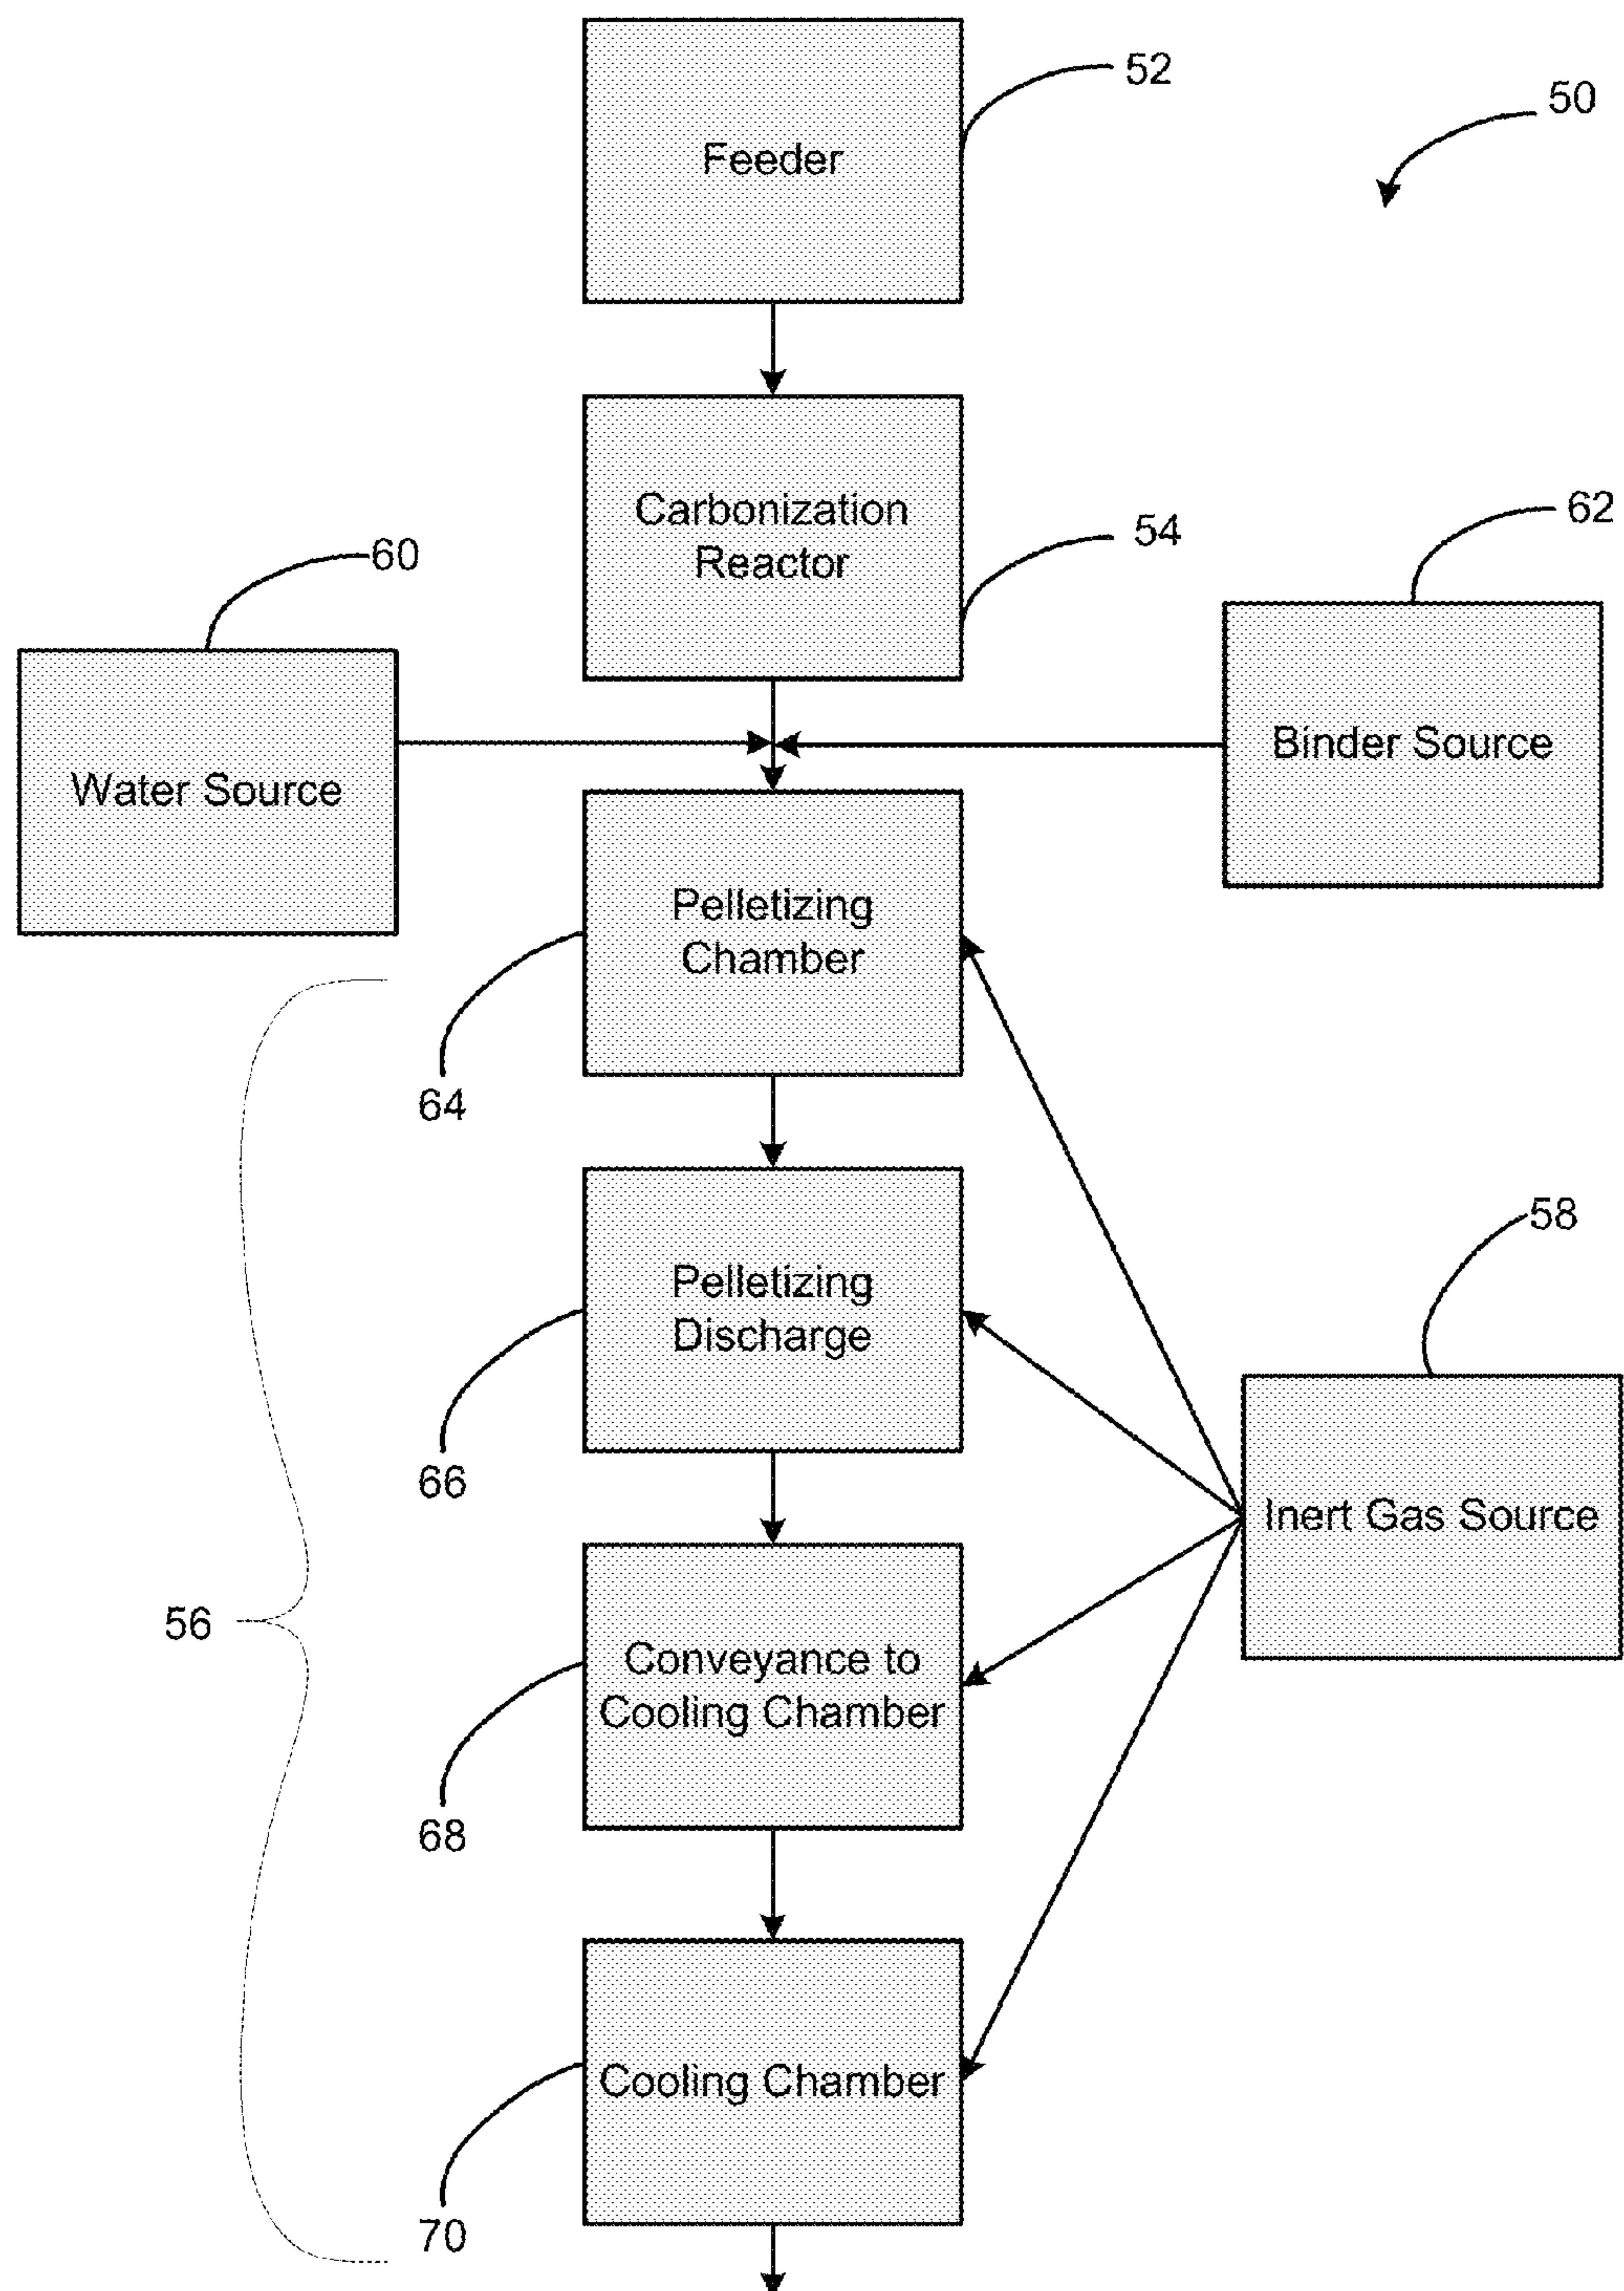 Feeder
52
50
Carbonization
Reactor
54
60
62
Water Source
Binder Source
Pelletizing
Chamber
64
Pelletizing
Discharge
66
58
Inert Gas Source
56
Conveyance to
Cooling Chamber
68
Cooling Chamber
70